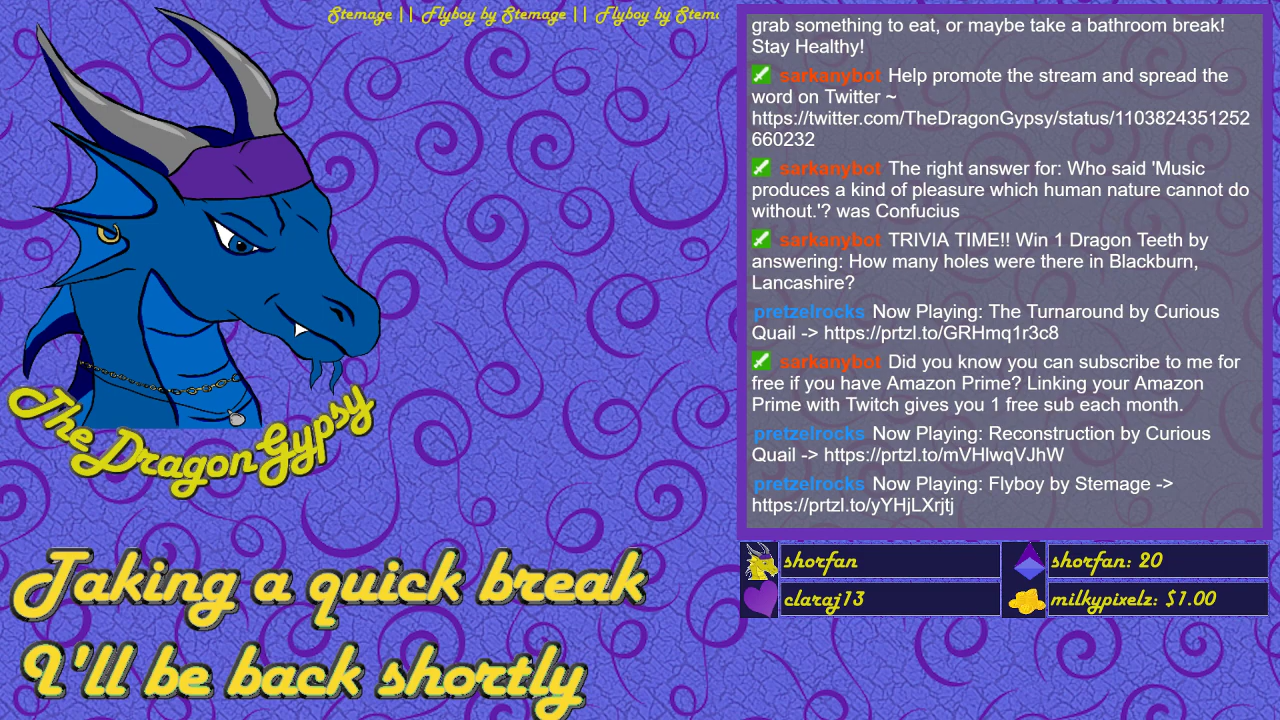 Stemage || Flyboy by Stemage || Flyboy by Stem
TheDragonGypsy
Taking a quick break
I'll be back shortly
grab something to eat, or maybe take a bathroom break!
Stay Healthy!
sarkanybot Help promote the stream and spread the
word on Twitter ~
https://twitter.com/TheDragonGypsy/status/1103824351252
660232
sarkanybot The right answer for: Who said 'Music
produces a kind of pleasure which human nature cannot do
without.'? was Confucius
sarkanybot TRIVIA TIME!! Win 1 Dragon Teeth by
answering: How many holes were there in Blackburn,
Lancashire?
pretzelrocks Now Playing: The Turnaround by Curious
Quail -> https://prtzl.to/GRHmq1r3c8
sarkanybot Did you know you can subscribe to me for
free if you have Amazon Prime? Linking your Amazon
Prime with Twitch gives you 1 free sub each month.
pretzelrocks Now Playing: Reconstruction by Curious
Quail -> https://prtzl.to/mVHlwqVJhW
pretzelrocks Now Playing: Flyboy by Stemage ->
https://prtzl.to/yYHjLXrjtj
shorfan
shorfan: 20
claraj13
milkypixelz: $1.00